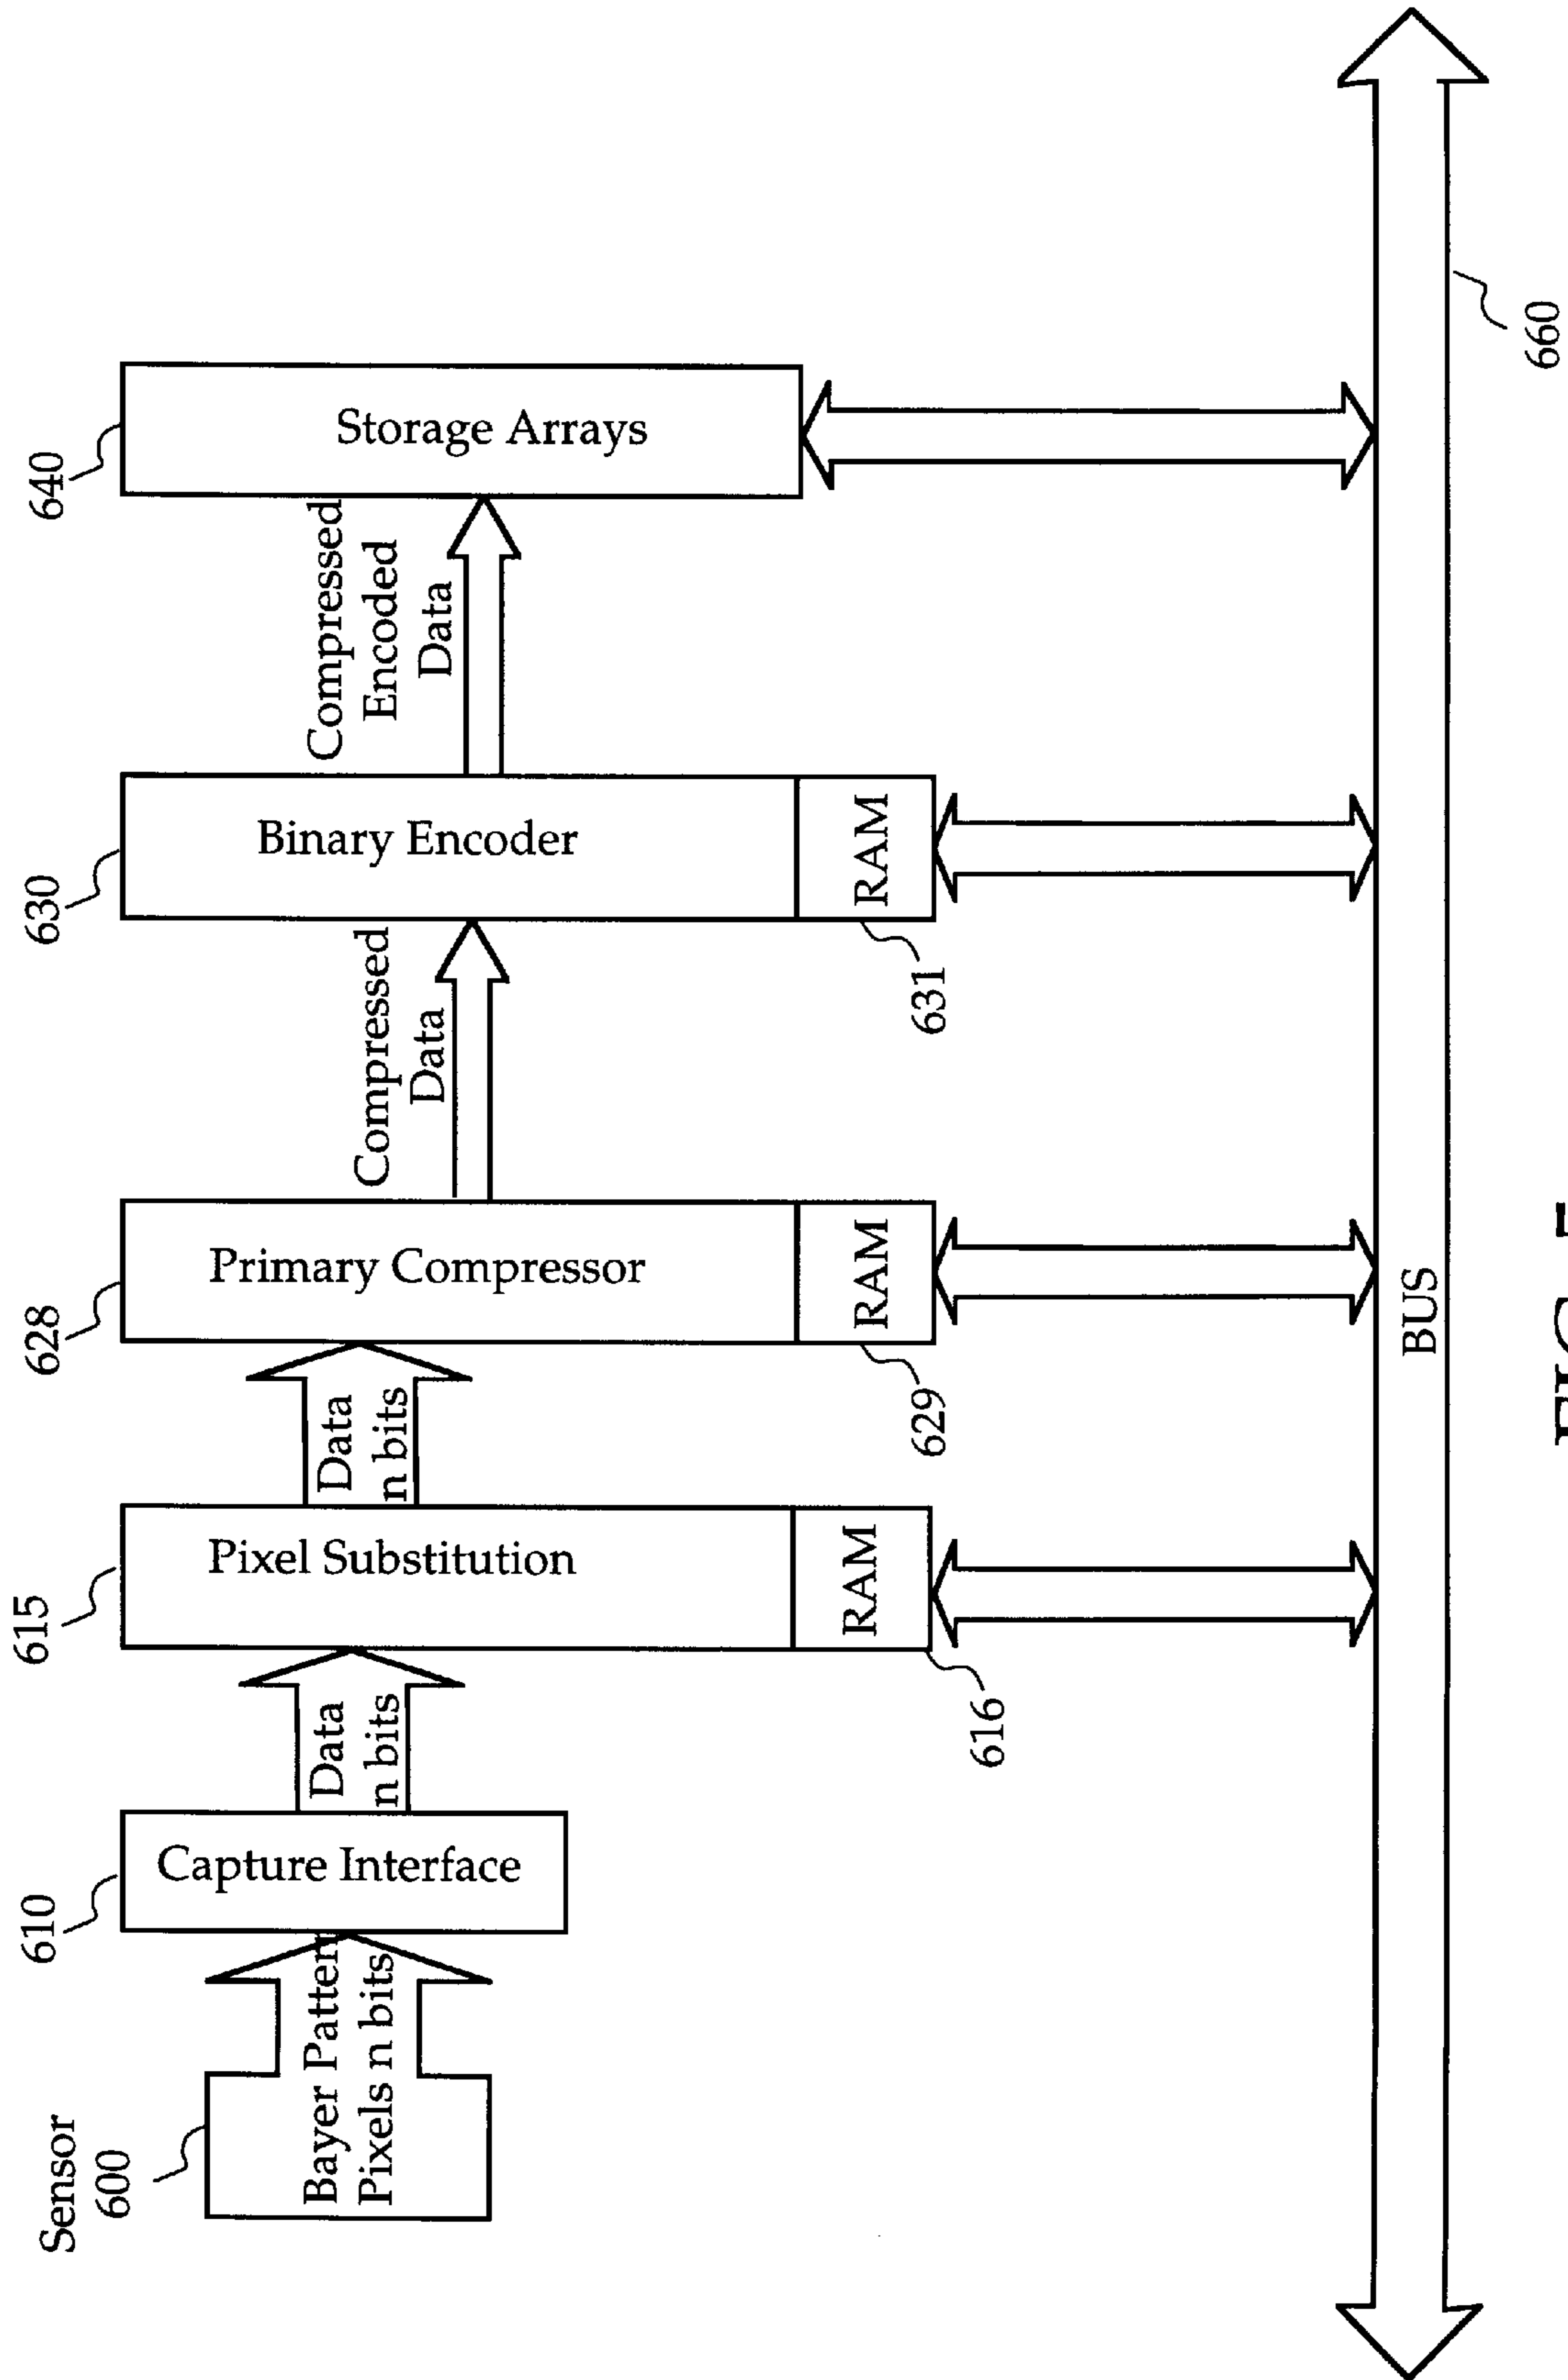 Sensor
600
Bayer Pattern
Pixels n bits
610
Capture Interface
Data
n bits
615
Pixel Substitution
RAM
616
Data
n bits
628
Primary Compressor
RAM
629
Compressed
Data
630
Binary Encoder
RAM
631
Compressed
Encoded
Data
640
Storage Arrays
BUS
660
FIG.